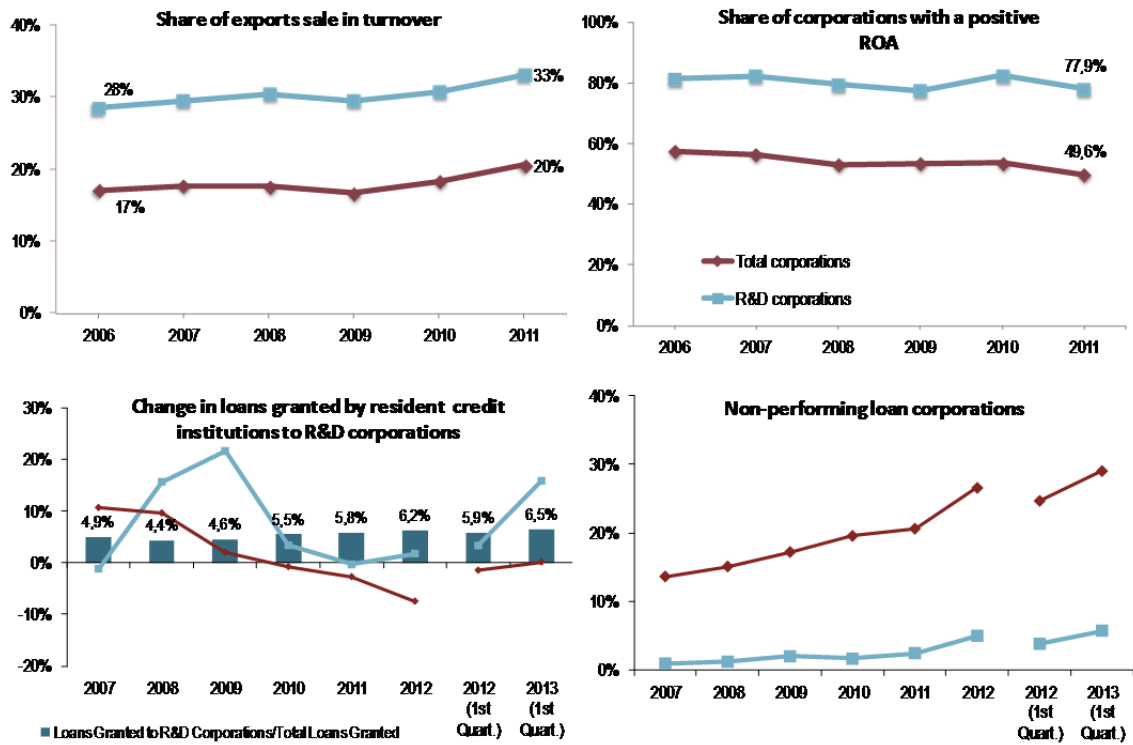 Share of exports sale in turnover
40%
30%
20%
10%
0%
28%
33%
17%
20%
2006 2007 2008 2009 2010 2011
Share of corporations with a positive
ROA
100%
80%
60%
40%
20%
0%
77,9%
49,6%
Total corporations
R&D corporations
2006 2007 2008 2009 2010 2011
Change in loans granted by resident credit
institutions to R&D corporations
30%
20%
10%
0%
-10%
-20%
4,9% 4,4% 4,6% 5,5% 5,8% 6,2% 5,9% 6,5%
2007 2008 2009 2010 2011 2012 2012 2013
(1st (1st
Quart.) Quart.)
Loans Granted to R&D Corporations/Total Loans Granted
Non-performing loan corporations
40%
30%
20%
10%
0%
2007 2008 2009 2010 2011 2012 2012 2013
(1st (1st
Quart.) Quart.)